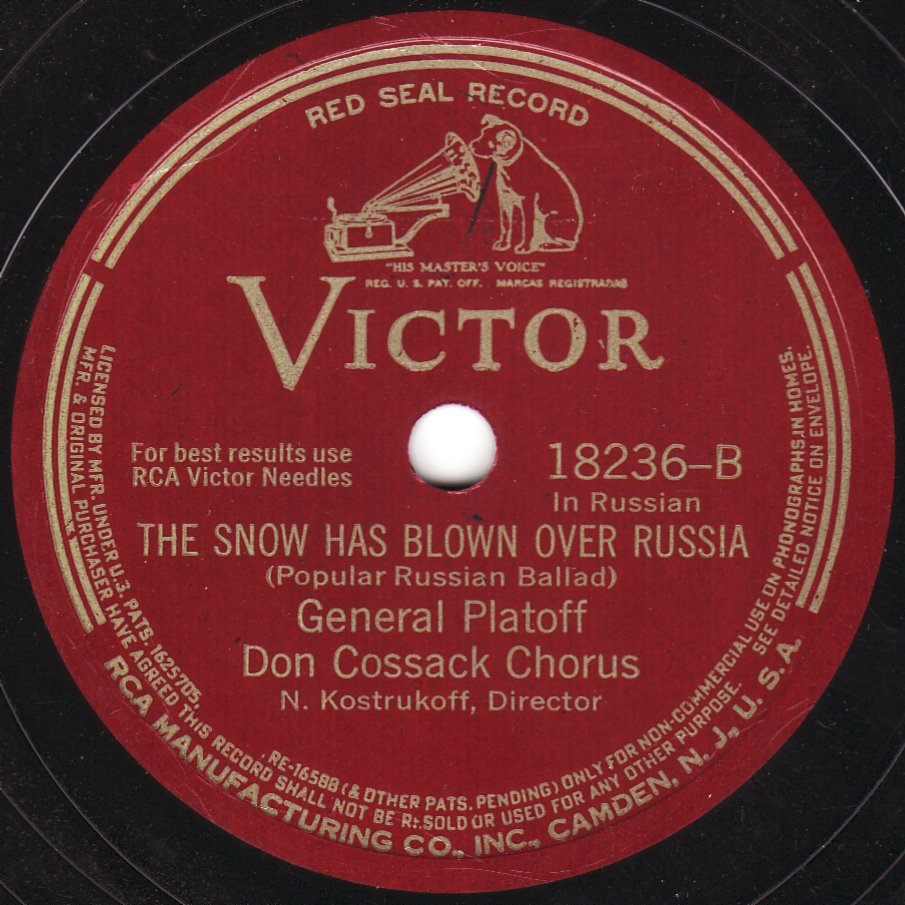 RED SEAL RECORD
"HIS MASTER'S VOICE"
REG. U. S. PAT. OFF. MARCAS REGISTRADAS
VICTOR
For best results use
RCA Victor Needles
18236-B
In Russian
THE SNOW HAS BLOWN OVER RUSSIA
(Popular Russian Ballad)
General Platoff
Don Cossack Chorus
N. Kostrukoff, Director
LICENSED BY MFR. UNDER U.S. PATS. 1625705, RE-16588 (& OTHER PATS. PENDING) ONLY FOR NON-COMMERCIAL USE ON PHONOGRAPHS IN HOMES.
MFR. & ORIGINAL PURCHASER HAVE AGREED THIS RECORD SHALL NOT BE RESOLD OR USED FOR ANY OTHER PURPOSE. SEE DETAILED NOTICE ON ENVELOPE.
RCA MANUFACTURING CO., INC., CAMDEN, N. J., U. S. A.